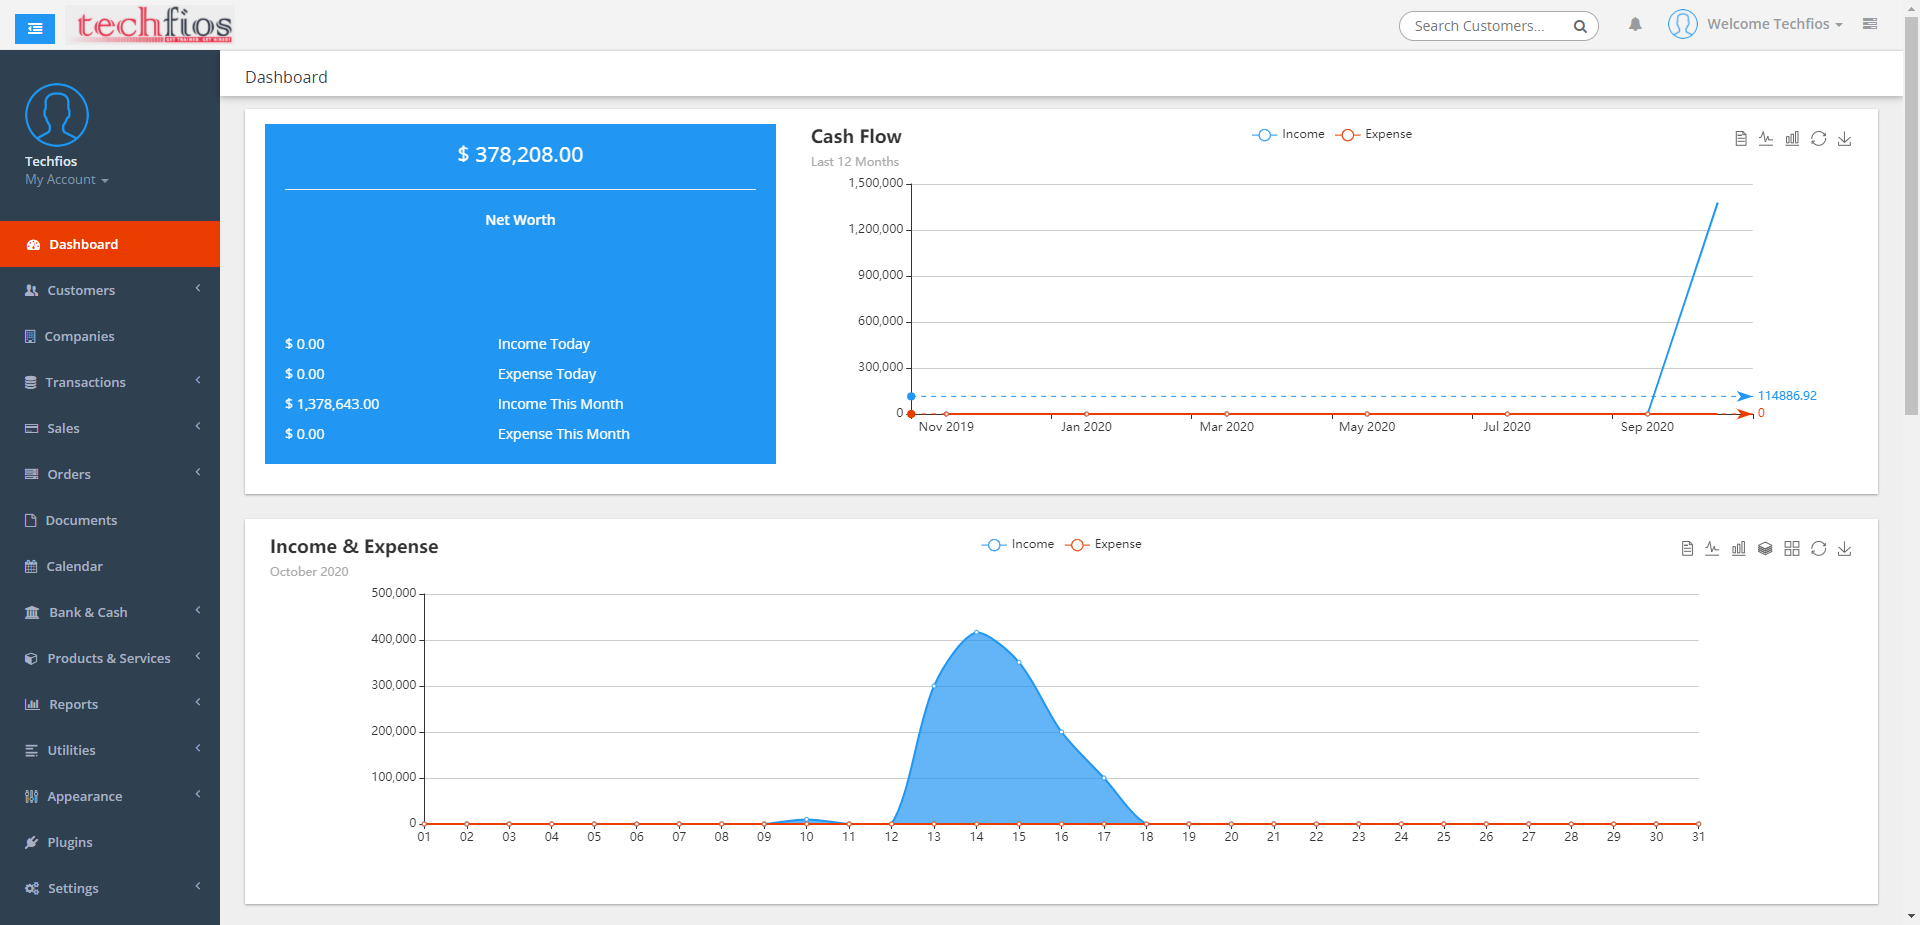 techfios
GET TRAINED. GET HIRED!
Search Customers...
Welcome Techfios
Techfios
My Account
Dashboard
Customers
Companies
Transactions
Sales
Orders
Documents
Calendar
Bank & Cash
Products & Services
Reports
Utilities
Appearance
Plugins
Settings
Dashboard
$ 378,208.00
Net Worth
$ 0.00 Income Today
$ 0.00 Expense Today
$ 1,378,643.00 Income This Month
$ 0.00 Expense This Month
Cash Flow
Last 12 Months
Income Expense
1,500,000
1,200,000
900,000
600,000
300,000
0
114886.92
0
Nov 2019 Jan 2020 Mar 2020 May 2020 Jul 2020 Sep 2020
Income & Expense
October 2020
Income Expense
500,000
400,000
300,000
200,000
100,000
0
01 02 03 04 05 06 07 08 09 10 11 12 13 14 15 16 17 18 19 20 21 22 23 24 25 26 27 28 29 30 31